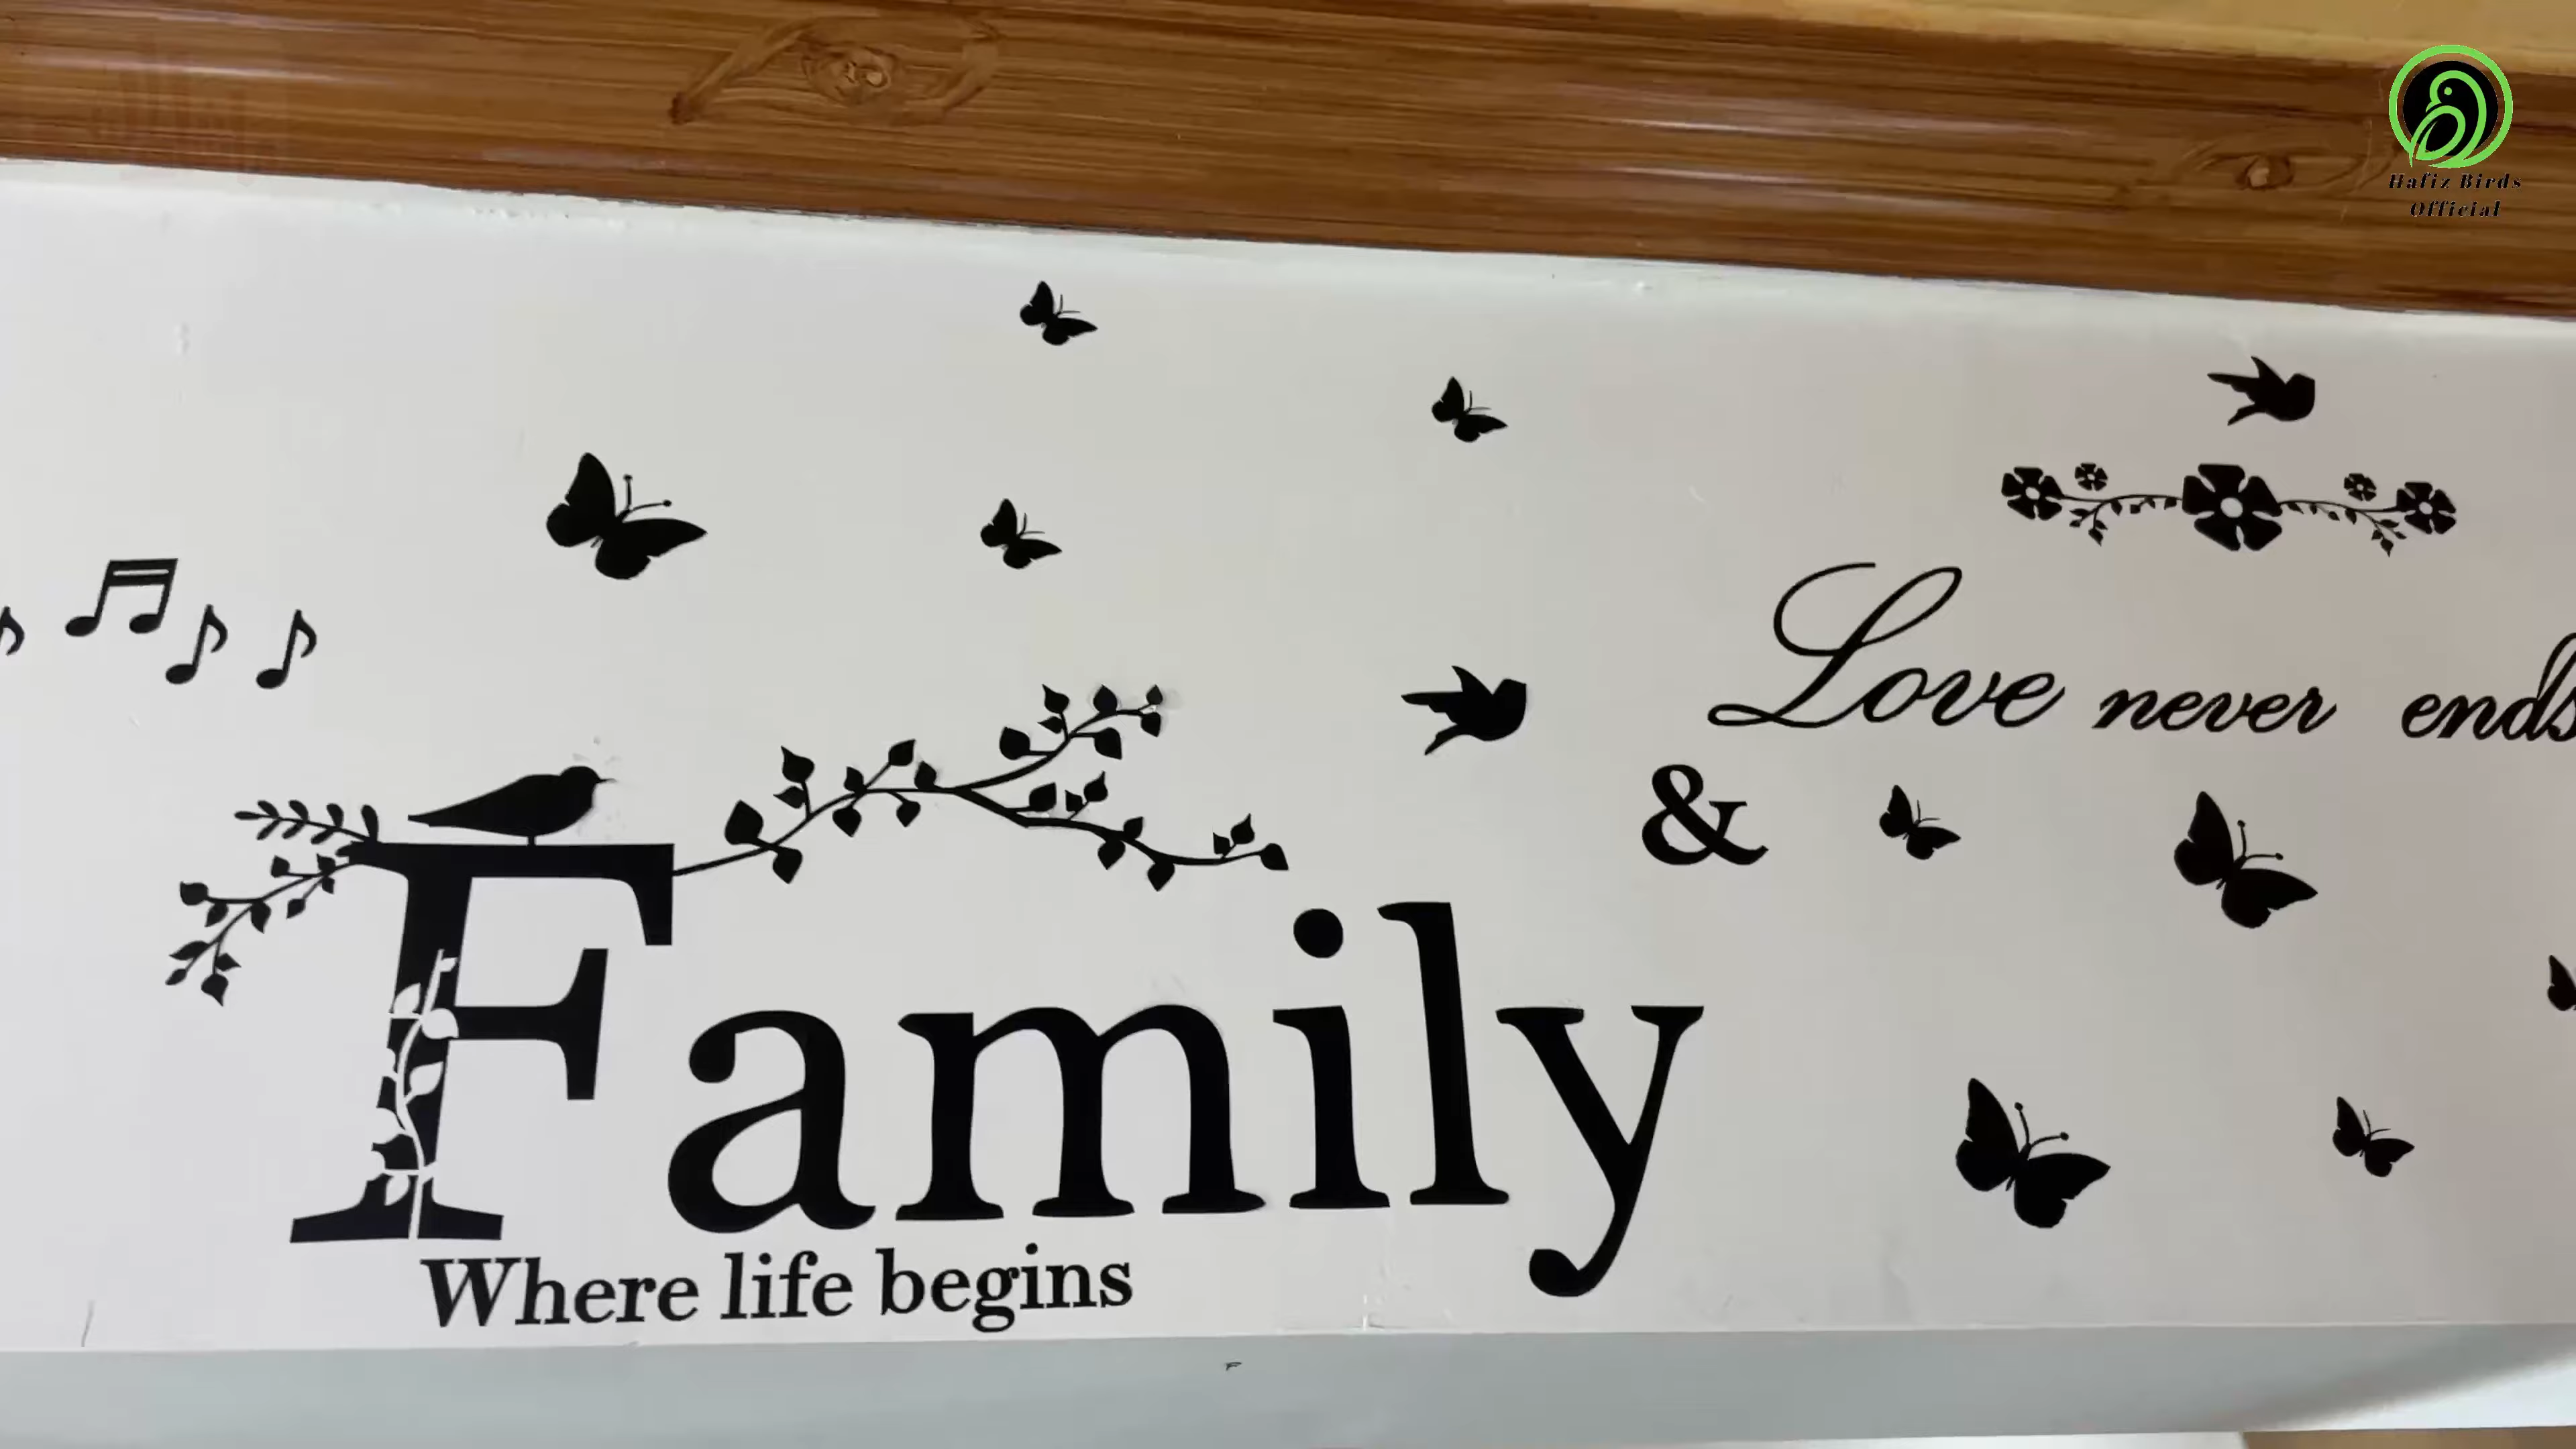 Hafiz Birds
Official
Love never ends
&
Family
Where life begins